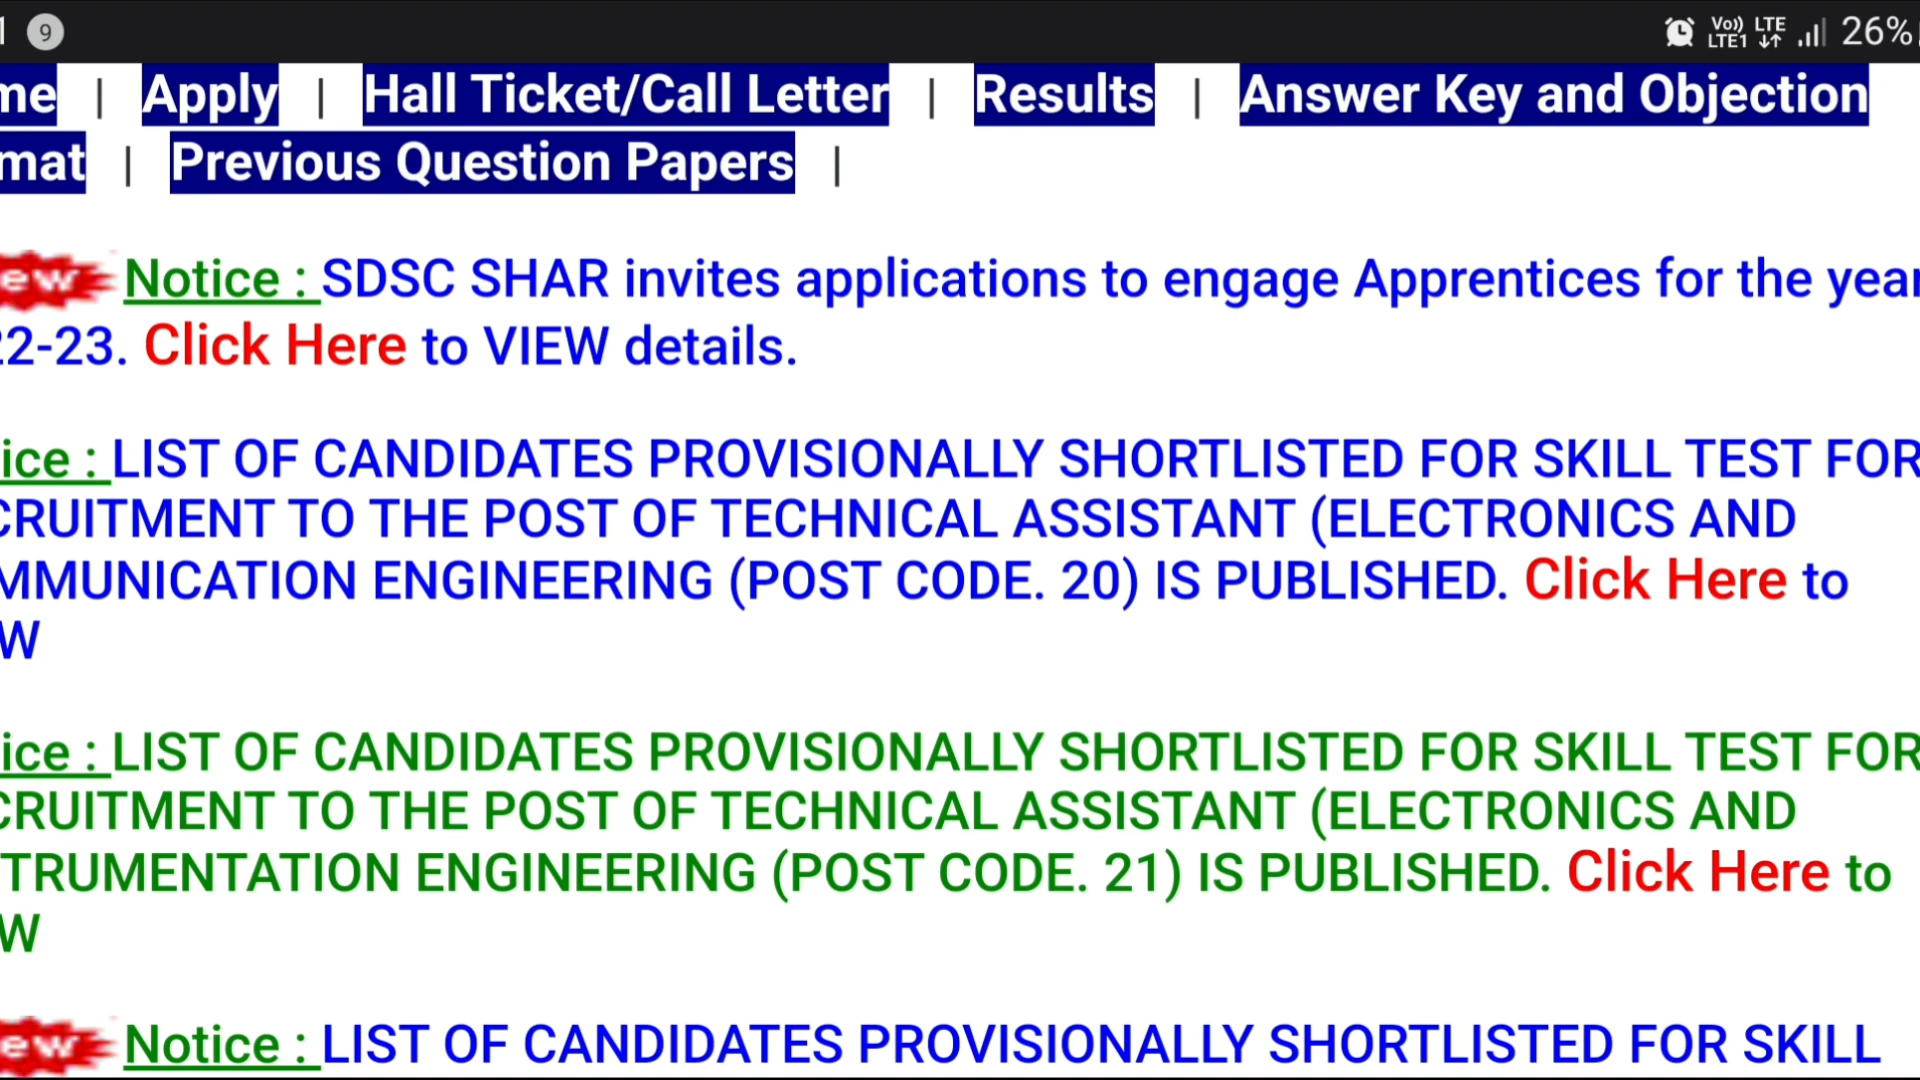 9 Vo)) LTE1 LTE 26%
me | Apply | Hall Ticket/Call Letter | Results | Answer Key and Objection
mat | Previous Question Papers |
ew Notice : SDSC SHAR invites applications to engage Apprentices for the year
22-23. Click Here to VIEW details.
ice : LIST OF CANDIDATES PROVISIONALLY SHORTLISTED FOR SKILL TEST FOR
CRUITMENT TO THE POST OF TECHNICAL ASSISTANT (ELECTRONICS AND
MMUNICATION ENGINEERING (POST CODE. 20) IS PUBLISHED. Click Here to
W
ice : LIST OF CANDIDATES PROVISIONALLY SHORTLISTED FOR SKILL TEST FOR
CRUITMENT TO THE POST OF TECHNICAL ASSISTANT (ELECTRONICS AND
TRUMENTATION ENGINEERING (POST CODE. 21) IS PUBLISHED. Click Here to
W
ew Notice : LIST OF CANDIDATES PROVISIONALLY SHORTLISTED FOR SKILL